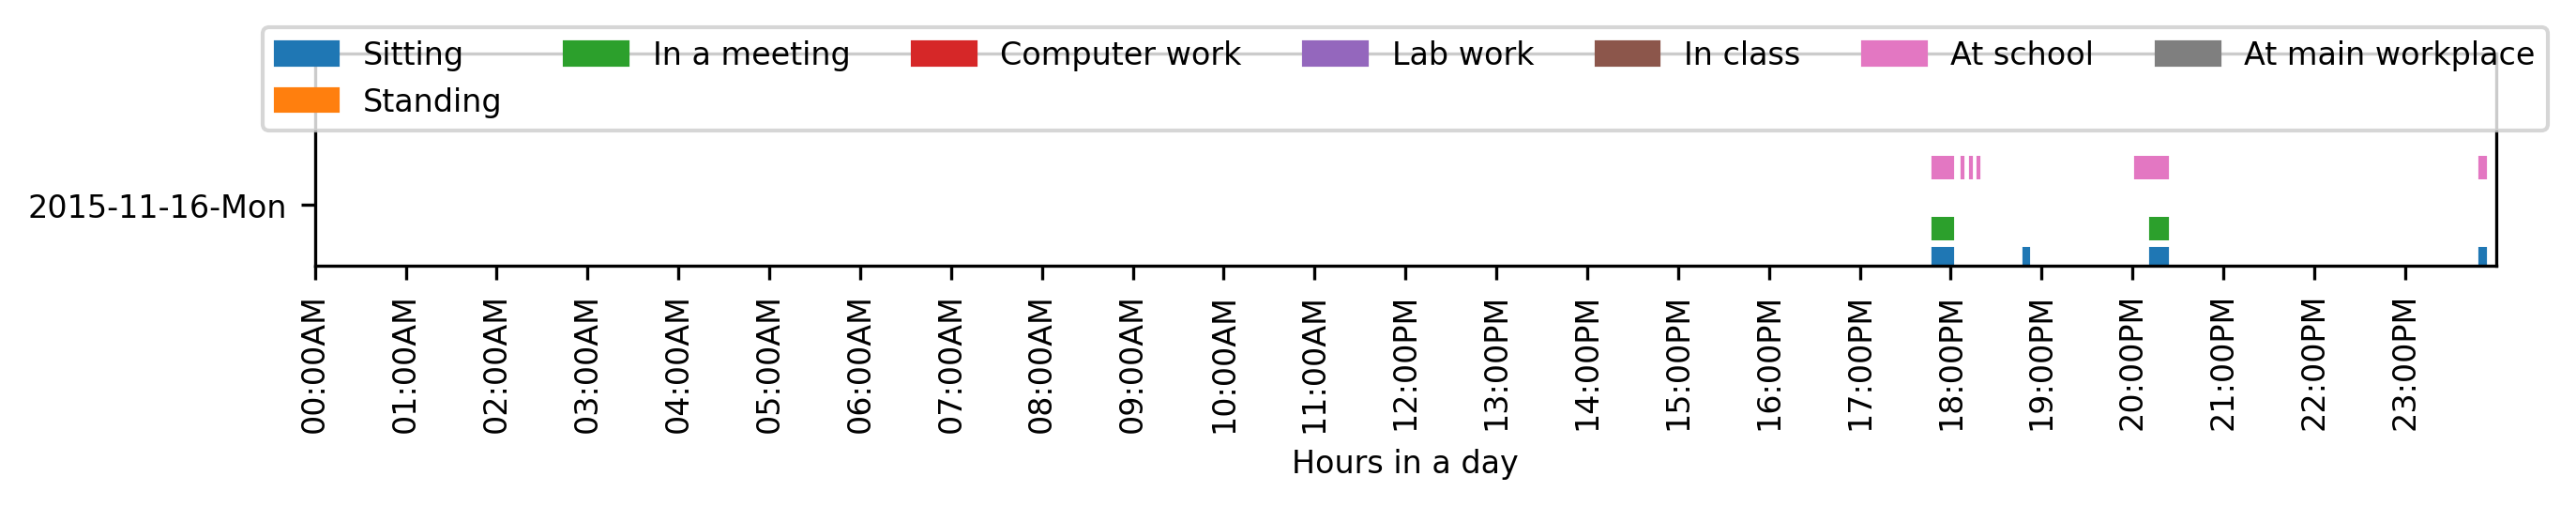 Sitting In a meeting Computer work Lab work In class At school At main workplace
Standing
2015-11-16-Mon
00:00AM
01:00AM
02:00AM
03:00AM
04:00AM
05:00AM
06:00AM
07:00AM
08:00AM
09:00AM
10:00AM
11:00AM
12:00PM
13:00PM
14:00PM
15:00PM
16:00PM
17:00PM
18:00PM
19:00PM
20:00PM
21:00PM
22:00PM
23:00PM
Hours in a day